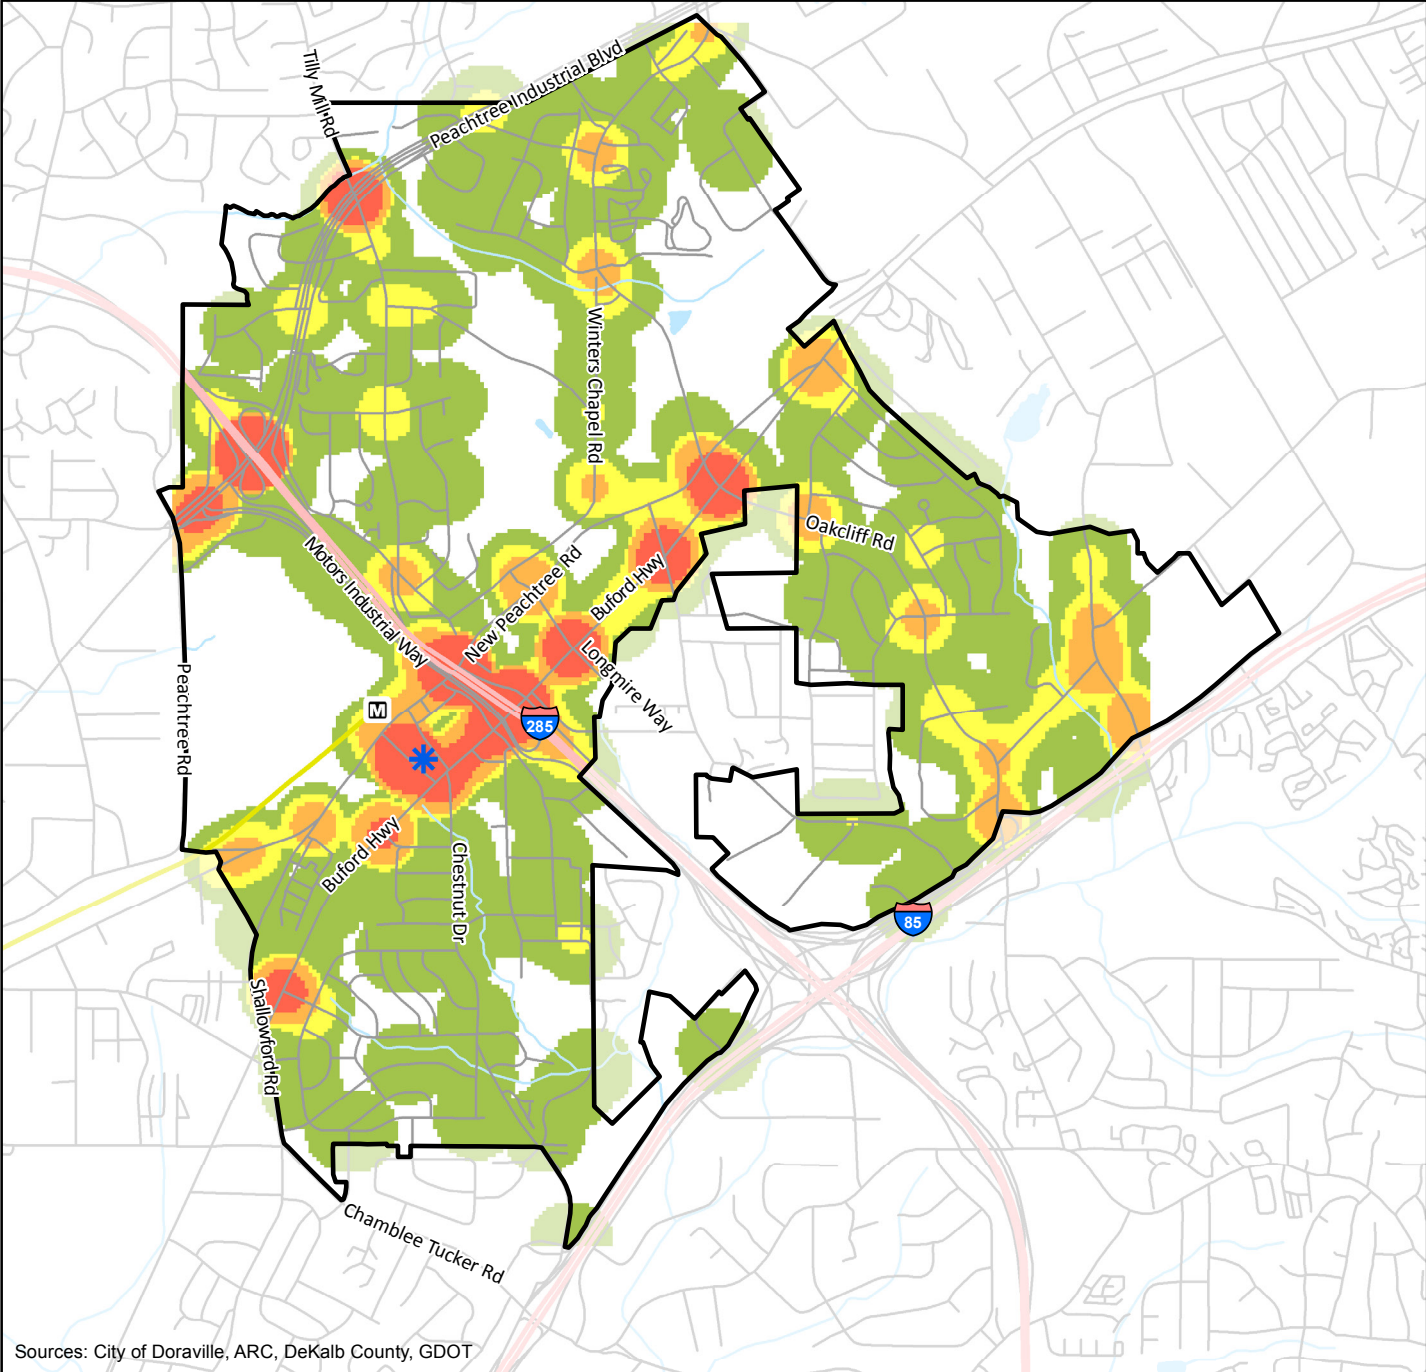 Peachtree Industrial Blvd
Tilly Mill Rd
Winters Chapel Rd
Oakcliff Rd
Motors Industrial Way
New Peachtree Rd
Buford Hwy
Longmire Way
Peachtree Rd
M
285
Buford Hwy
Chestnut Dr
85
Shallowford Rd
Chamblee Tucker Rd
Sources: City of Doraville, ARC, DeKalb County, GDOT